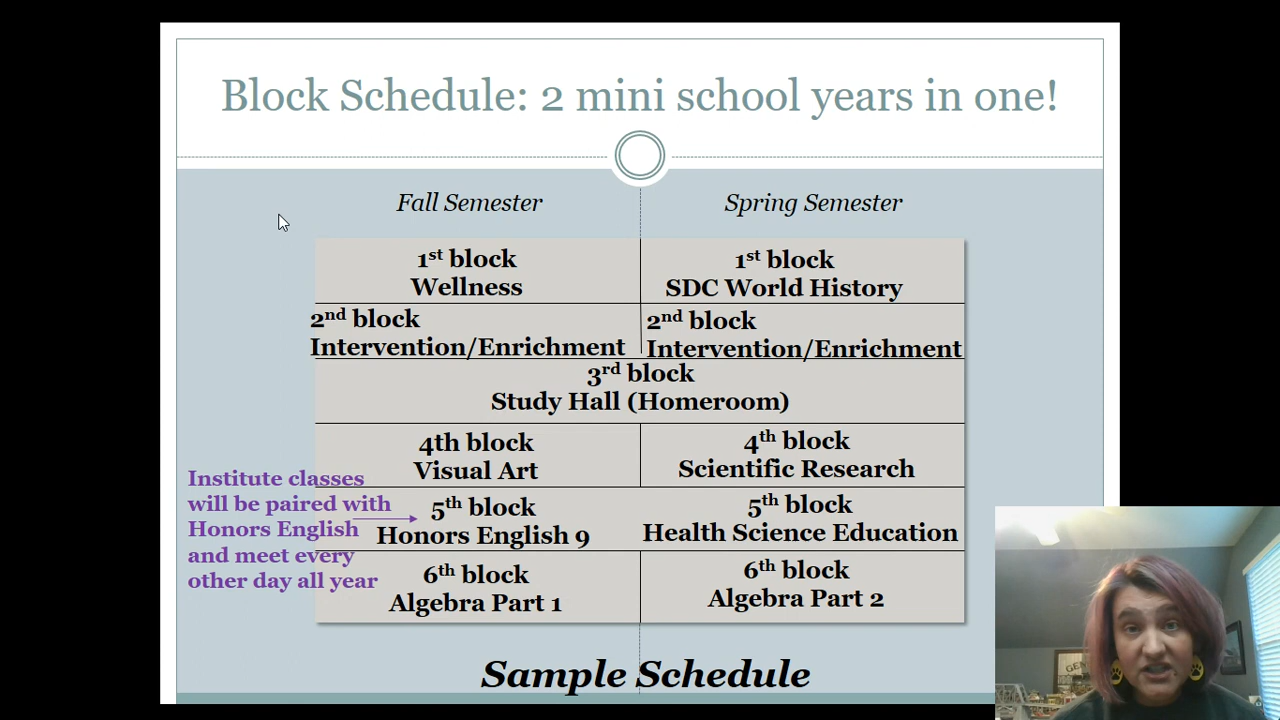 Block Schedule: 2 mini school years in one!
Fall Semester
Spring Semester
1st block
Wellness
1st block
SDC World History
2nd block
Intervention/Enrichment
2nd block
Intervention/Enrichment
3rd block
Study Hall (Homeroom)
4th block
Visual Art
4th block
Scientific Research
Institute classes
will be paired with
Honors English
and meet every
other day all year
5th block
Honors English 9
5th block
Health Science Education
6th block
Algebra Part 1
6th block
Algebra Part 2
Sample Schedule